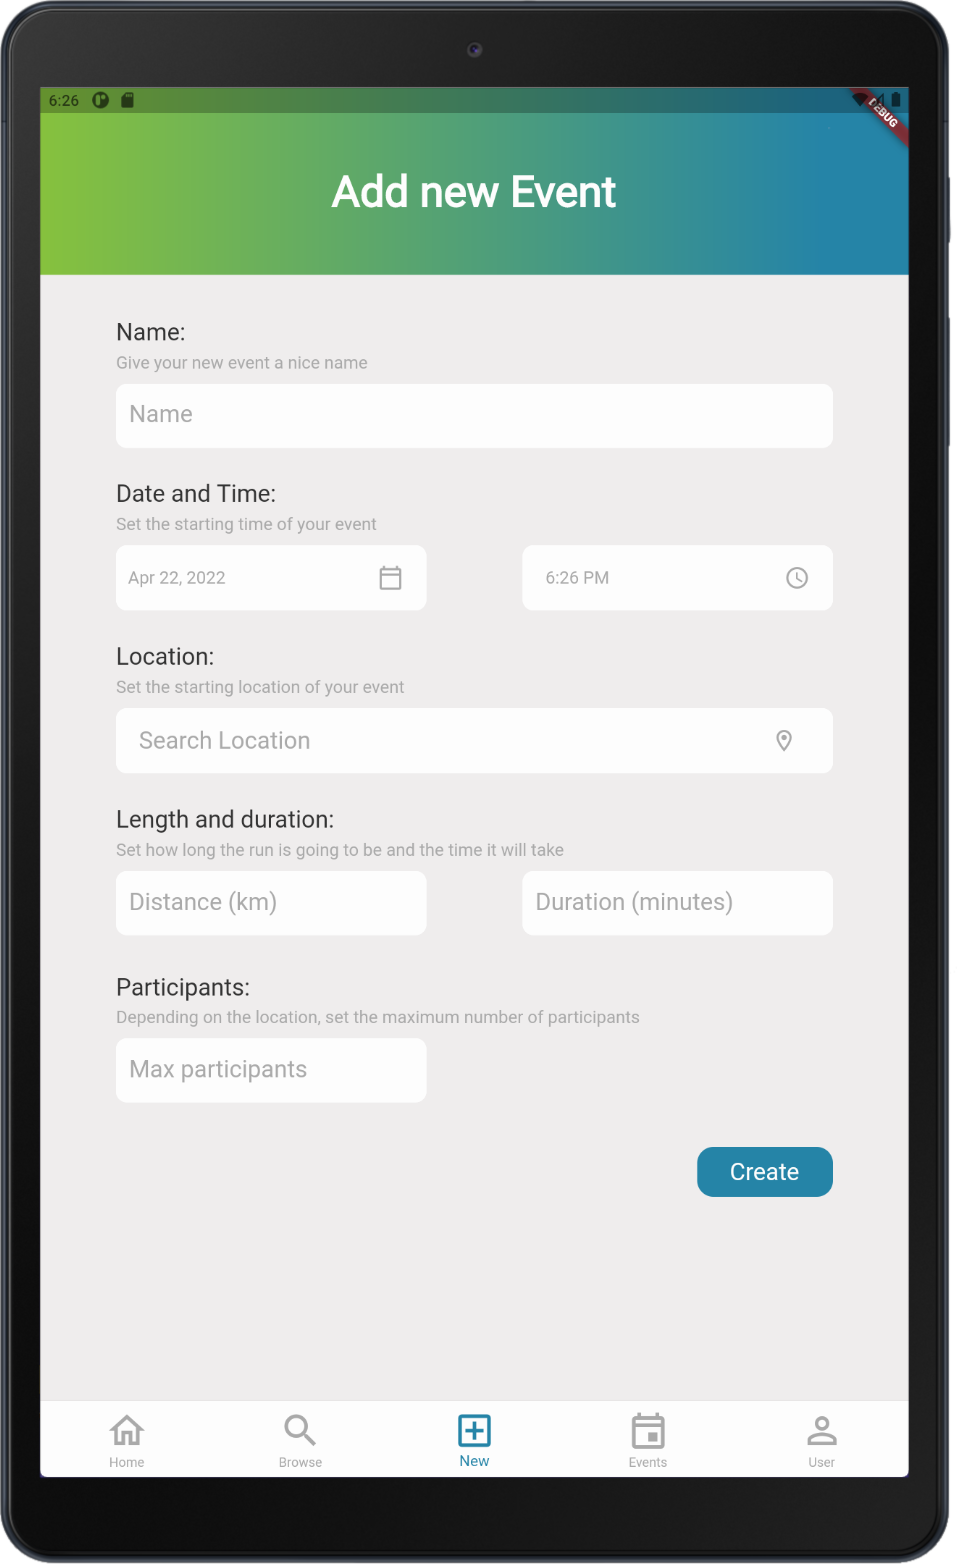 6:26
DEBUG
Add new Event
Name:
Give your new event a nice name
Name
Date and Time:
Set the starting time of your event
Apr 22, 2022 6:26 PM
Location:
Set the starting location of your event
Search Location
Length and duration:
Set how long the run is going to be and the time it will take
Distance (km) Duration (minutes)
Participants:
Depending on the location, set the maximum number of participants
Max participants
Create
Home Browse New Events User